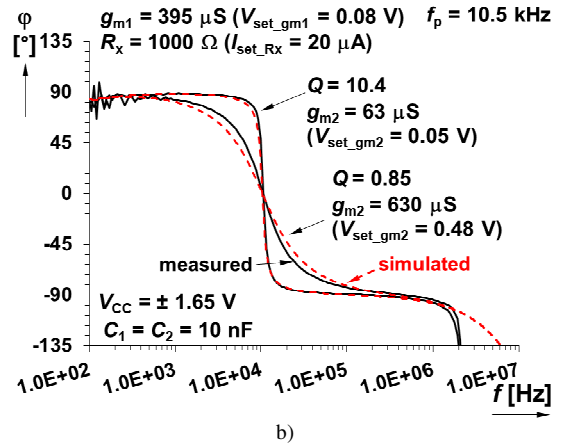 φ
[°]
g_m1 = 395 μS (V_set_gm1 = 0.08 V) f_p = 10.5 kHz
R_x = 1000 Ω (I_set_Rx = 20 μA)
135
90
45
0
-45
-90
-135
Q = 10.4
g_m2 = 63 μS
(V_set_gm2 = 0.05 V)
Q = 0.85
g_m2 = 630 μS
(V_set_gm2 = 0.48 V)
measured
simulated
V_CC = ± 1.65 V
C_1 = C_2 = 10 nF
1.0E+02 1.0E+03 1.0E+04 1.0E+05 1.0E+06 1.0E+07
f [Hz]
b)